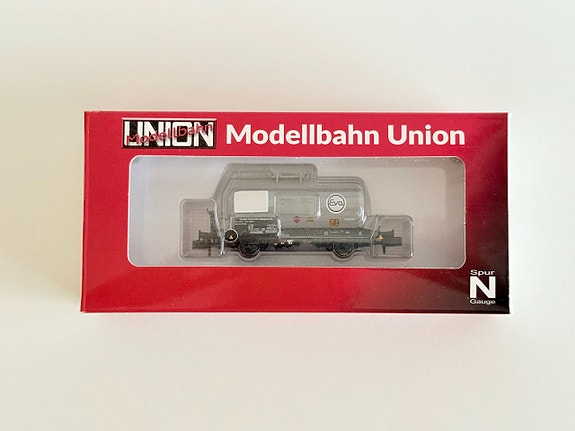 UNION
Modellbahn
Modellbahn Union
Eva
Spur
N
Gauge